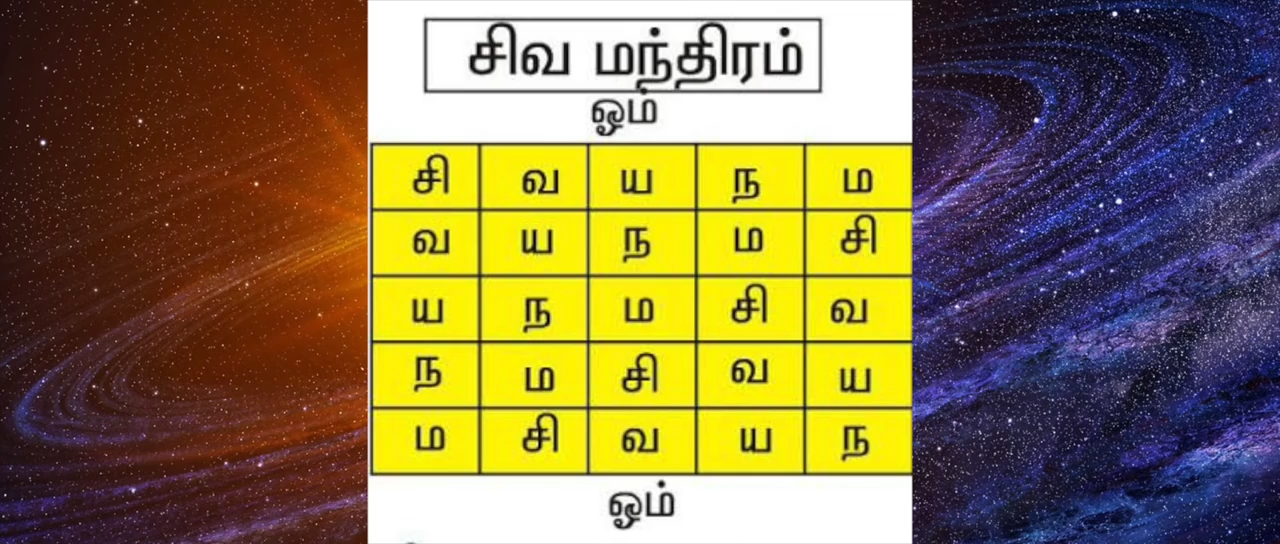 சிவ மந்திரம்
ஓம்
சி வ ய ந ம
வ ய ந ம சி
ய ந ம சி வ
ந ம சி வ ய
ம சி வ ய ந
ஓம்